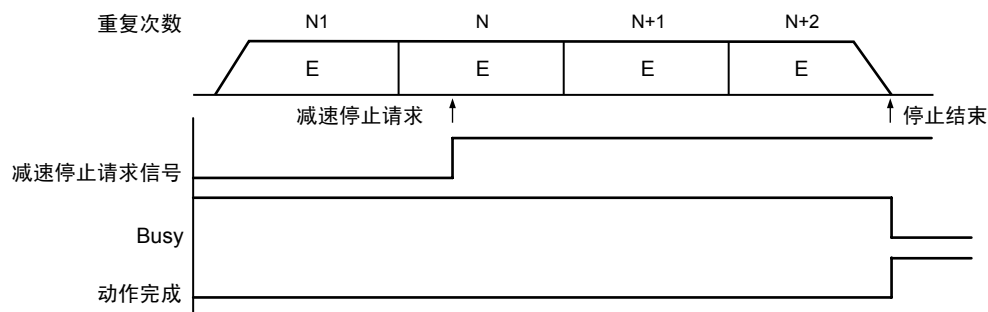 重复次数 N1 N N+1 N+2
E E E E
减速停止请求 停止结束
减速停止请求信号
Busy
动作完成